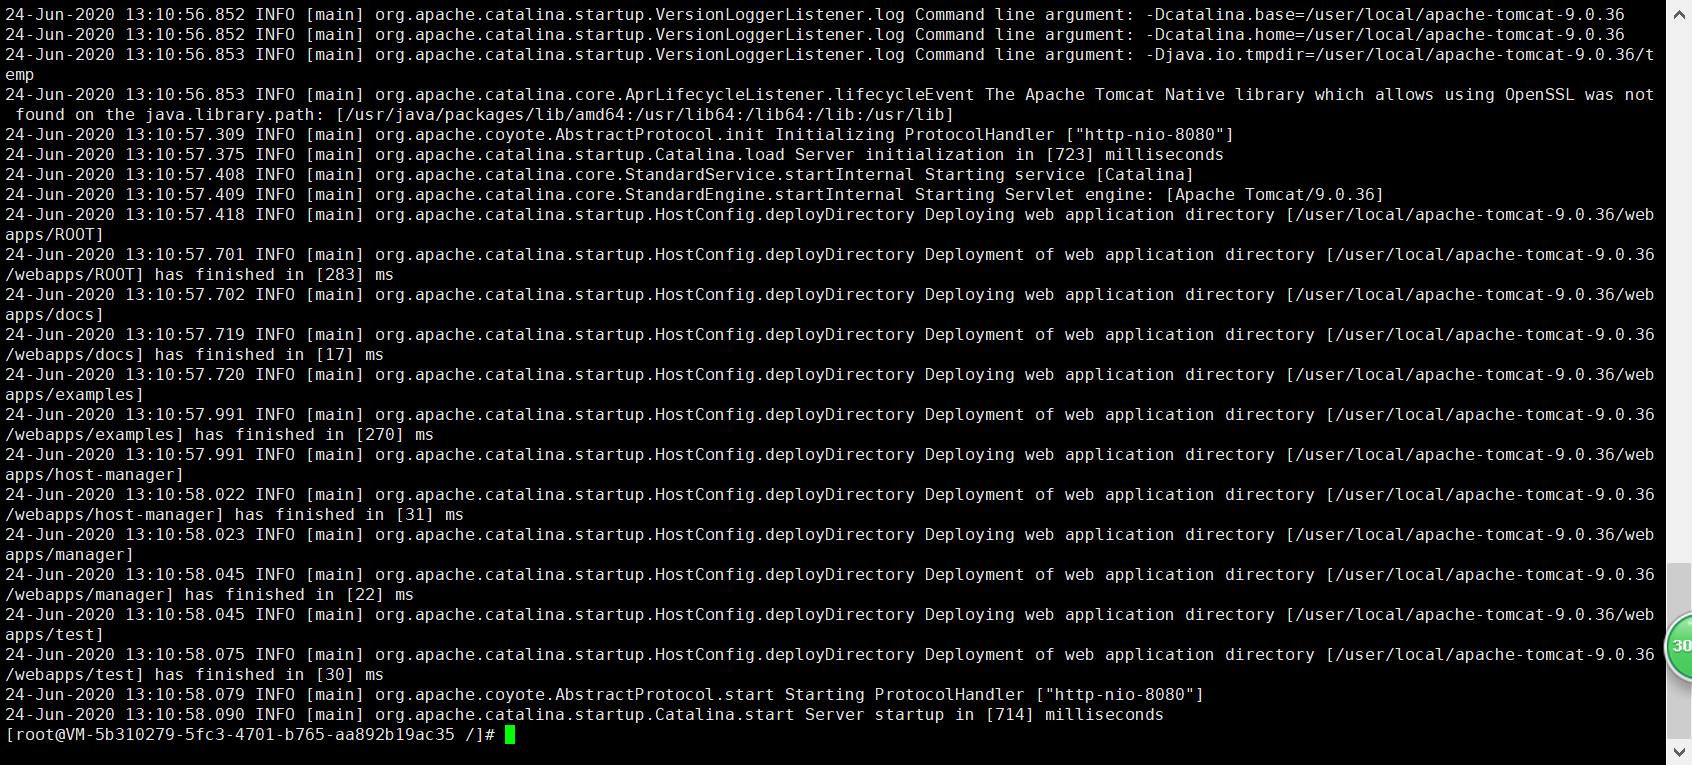 24-Jun-2020 13:10:56.852 INFO [main] org.apache.catalina.startup.VersionLoggerListener.log Command line argument: -Dcatalina.base=/user/local/apache-tomcat-9.0.36
24-Jun-2020 13:10:56.852 INFO [main] org.apache.catalina.startup.VersionLoggerListener.log Command line argument: -Dcatalina.home=/user/local/apache-tomcat-9.0.36
24-Jun-2020 13:10:56.853 INFO [main] org.apache.catalina.startup.VersionLoggerListener.log Command line argument: -Djava.io.tmpdir=/user/local/apache-tomcat-9.0.36/t
emp
24-Jun-2020 13:10:56.853 INFO [main] org.apache.catalina.core.AprLifecycleListener.lifecycleEvent The Apache Tomcat Native library which allows using OpenSSL was not
 found on the java.library.path: [/usr/java/packages/lib/amd64:/usr/lib64:/lib64:/lib:/usr/lib]
24-Jun-2020 13:10:57.309 INFO [main] org.apache.coyote.AbstractProtocol.init Initializing ProtocolHandler ["http-nio-8080"]
24-Jun-2020 13:10:57.375 INFO [main] org.apache.catalina.startup.Catalina.load Server initialization in [723] milliseconds
24-Jun-2020 13:10:57.408 INFO [main] org.apache.catalina.core.StandardService.startInternal Starting service [Catalina]
24-Jun-2020 13:10:57.409 INFO [main] org.apache.catalina.core.StandardEngine.startInternal Starting Servlet engine: [Apache Tomcat/9.0.36]
24-Jun-2020 13:10:57.418 INFO [main] org.apache.catalina.startup.HostConfig.deployDirectory Deploying web application directory [/user/local/apache-tomcat-9.0.36/web
apps/ROOT]
24-Jun-2020 13:10:57.701 INFO [main] org.apache.catalina.startup.HostConfig.deployDirectory Deployment of web application directory [/user/local/apache-tomcat-9.0.36
/webapps/ROOT] has finished in [283] ms
24-Jun-2020 13:10:57.702 INFO [main] org.apache.catalina.startup.HostConfig.deployDirectory Deploying web application directory [/user/local/apache-tomcat-9.0.36/web
apps/docs]
24-Jun-2020 13:10:57.719 INFO [main] org.apache.catalina.startup.HostConfig.deployDirectory Deployment of web application directory [/user/local/apache-tomcat-9.0.36
/webapps/docs] has finished in [17] ms
24-Jun-2020 13:10:57.720 INFO [main] org.apache.catalina.startup.HostConfig.deployDirectory Deploying web application directory [/user/local/apache-tomcat-9.0.36/web
apps/examples]
24-Jun-2020 13:10:57.991 INFO [main] org.apache.catalina.startup.HostConfig.deployDirectory Deployment of web application directory [/user/local/apache-tomcat-9.0.36
/webapps/examples] has finished in [270] ms
24-Jun-2020 13:10:57.991 INFO [main] org.apache.catalina.startup.HostConfig.deployDirectory Deploying web application directory [/user/local/apache-tomcat-9.0.36/web
apps/host-manager]
24-Jun-2020 13:10:58.022 INFO [main] org.apache.catalina.startup.HostConfig.deployDirectory Deployment of web application directory [/user/local/apache-tomcat-9.0.36
/webapps/host-manager] has finished in [31] ms
24-Jun-2020 13:10:58.023 INFO [main] org.apache.catalina.startup.HostConfig.deployDirectory Deploying web application directory [/user/local/apache-tomcat-9.0.36/web
apps/manager]
24-Jun-2020 13:10:58.045 INFO [main] org.apache.catalina.startup.HostConfig.deployDirectory Deployment of web application directory [/user/local/apache-tomcat-9.0.36
/webapps/manager] has finished in [22] ms
24-Jun-2020 13:10:58.045 INFO [main] org.apache.catalina.startup.HostConfig.deployDirectory Deploying web application directory [/user/local/apache-tomcat-9.0.36/web
apps/test]
24-Jun-2020 13:10:58.075 INFO [main] org.apache.catalina.startup.HostConfig.deployDirectory Deployment of web application directory [/user/local/apache-tomcat-9.0.36
/webapps/test] has finished in [30] ms
24-Jun-2020 13:10:58.079 INFO [main] org.apache.coyote.AbstractProtocol.start Starting ProtocolHandler ["http-nio-8080"]
24-Jun-2020 13:10:58.090 INFO [main] org.apache.catalina.startup.Catalina.start Server startup in [714] milliseconds
[root@VM-5b310279-5fc3-4701-b765-aa892b19ac35 /]#
30